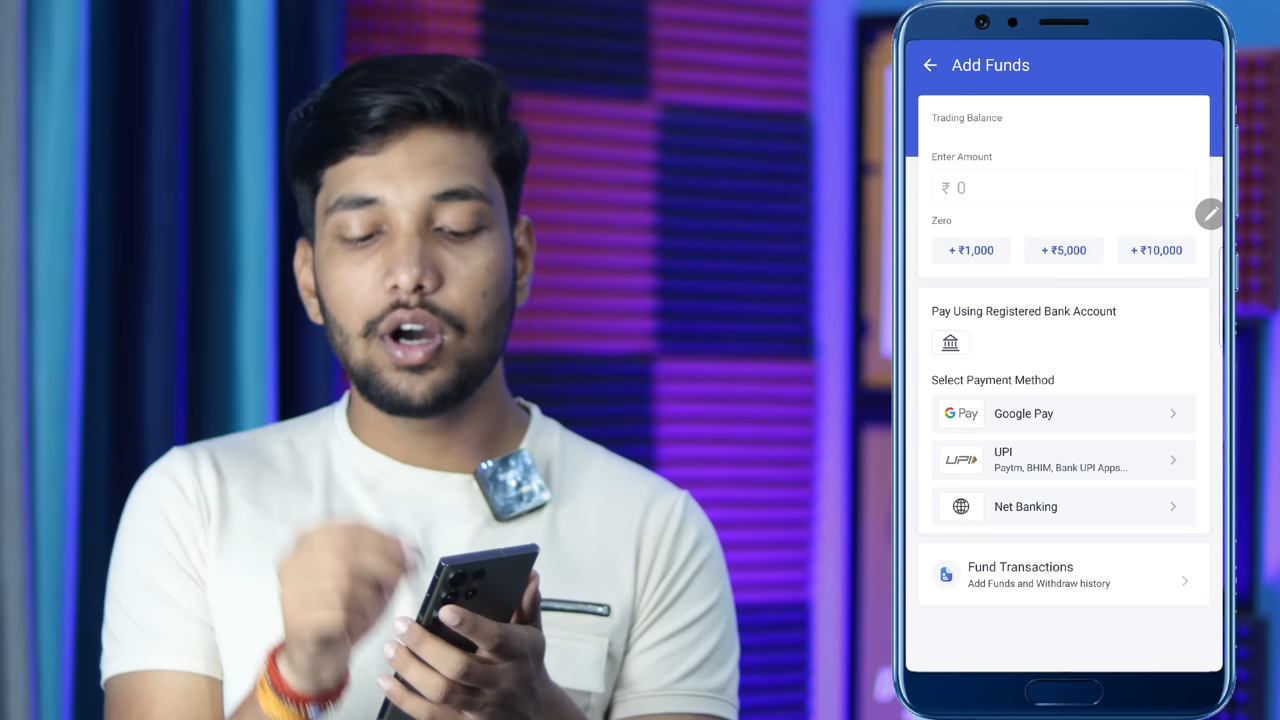 Add Funds
Trading Balance
Enter Amount
₹ 0
Zero
+ ₹1,000
+ ₹5,000
+ ₹10,000
Pay Using Registered Bank Account
Select Payment Method
G Pay
Google Pay
UPI
UPI
Paytm, BHIM, Bank UPI Apps...
Net Banking
Fund Transactions
Add Funds and Withdraw history